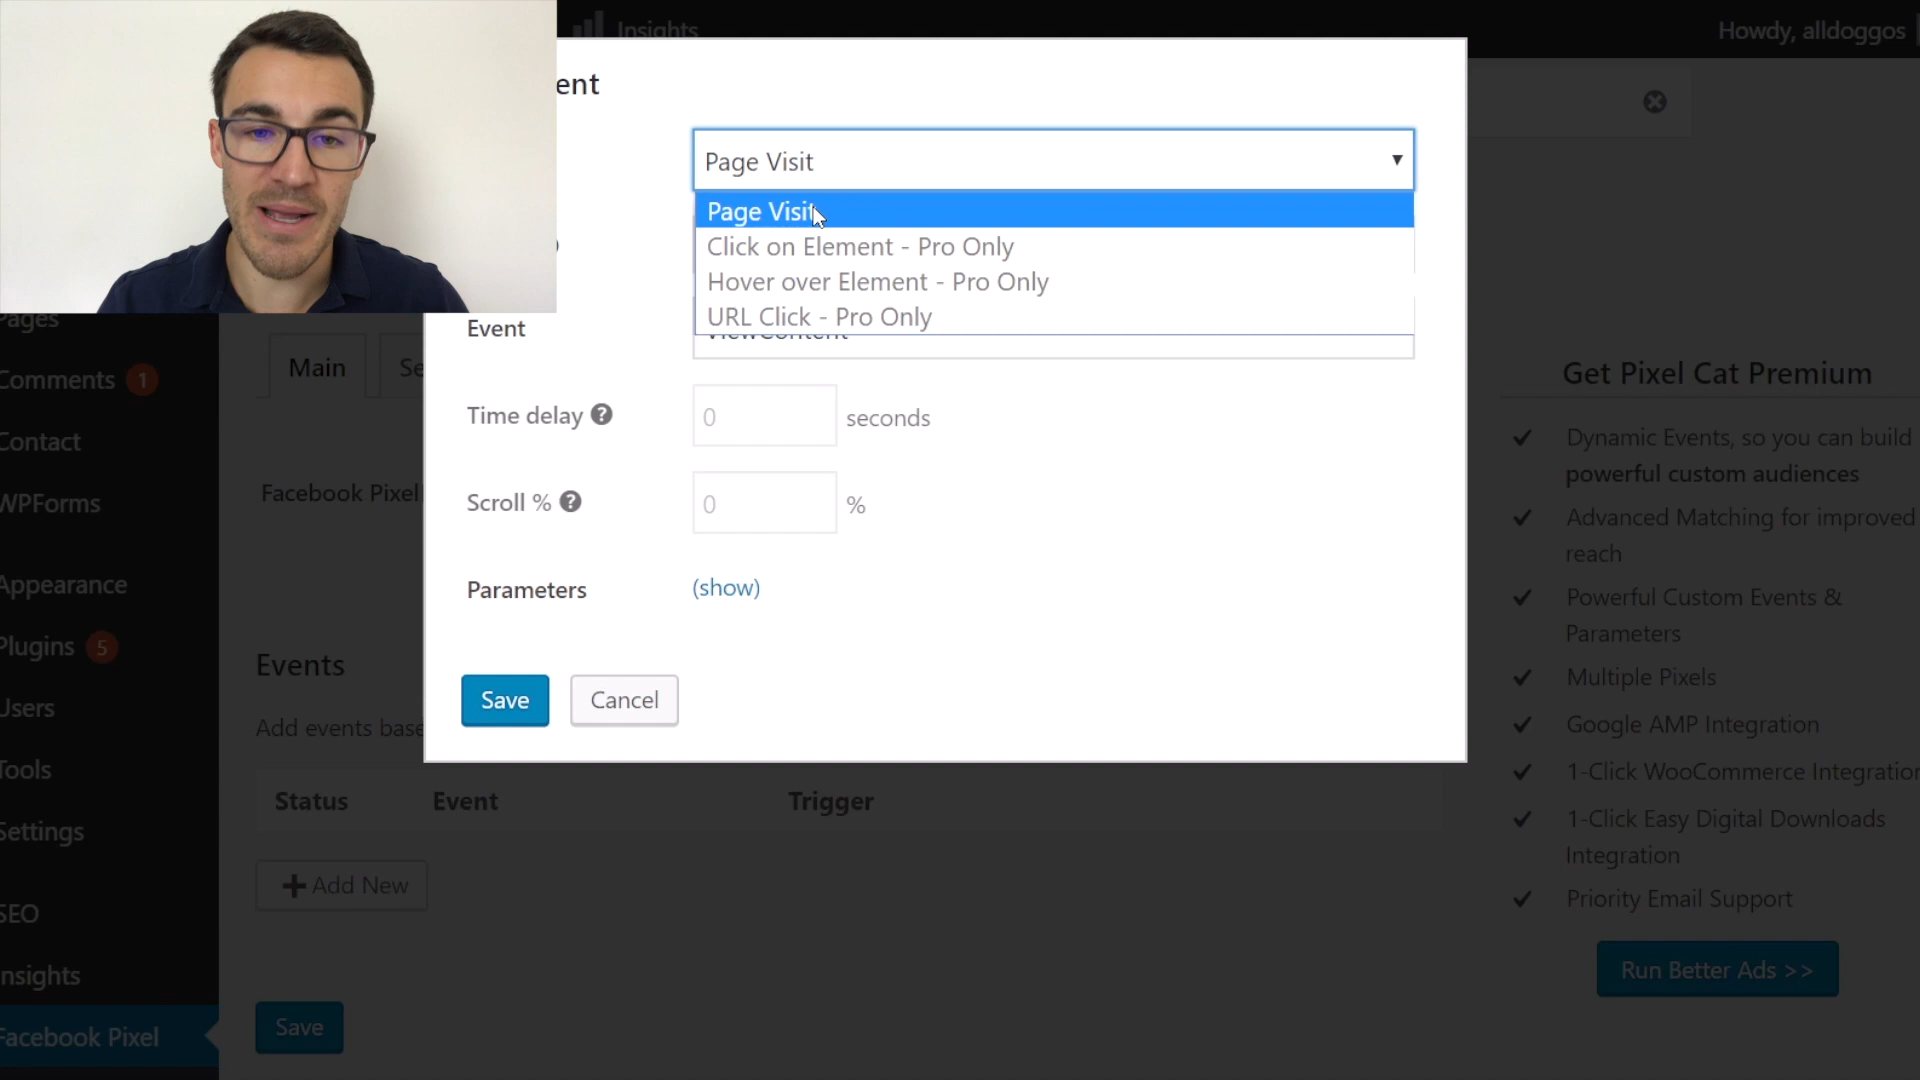 Insights
Howdy, alldoggos
ent
Page Visit
Page Visit
Click on Element - Pro Only
Hover over Element - Pro Only
URL Click - Pro Only
Event
ViewContent
Time delay
0
seconds
Scroll %
0
%
Parameters
(show)
Save
Cancel
Pages
Comments 1
Contact
WPForms
Appearance
Plugins 5
Users
Tools
Settings
SEO
Insights
Facebook Pixel
Main
Se
Facebook Pixel
Events
Add events base
Status
Event
Trigger
Add New
Save
Get Pixel Cat Premium
Dynamic Events, so you can build
powerful custom audiences
Advanced Matching for improved
reach
Powerful Custom Events &
Parameters
Multiple Pixels
Google AMP Integration
1-Click WooCommerce Integration
1-Click Easy Digital Downloads
Integration
Priority Email Support
Run Better Ads >>